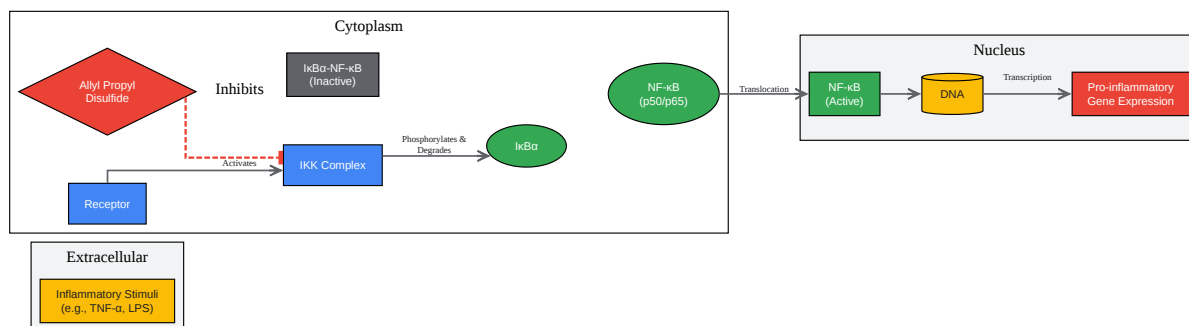 Cytoplasm
Allyl Propyl
Disulfide
Inhibits
IκBα-NF-κB
(Inactive)
NF-κB
(p50/p65)
Phosphorylates &
Degrades
IκBα
IKK Complex
Activates
Receptor
Translocation
Nucleus
NF-κB
(Active)
DNA
Transcription
Pro-inflammatory
Gene Expression
Extracellular
Inflammatory Stimuli
(e.g., TNF-α, LPS)